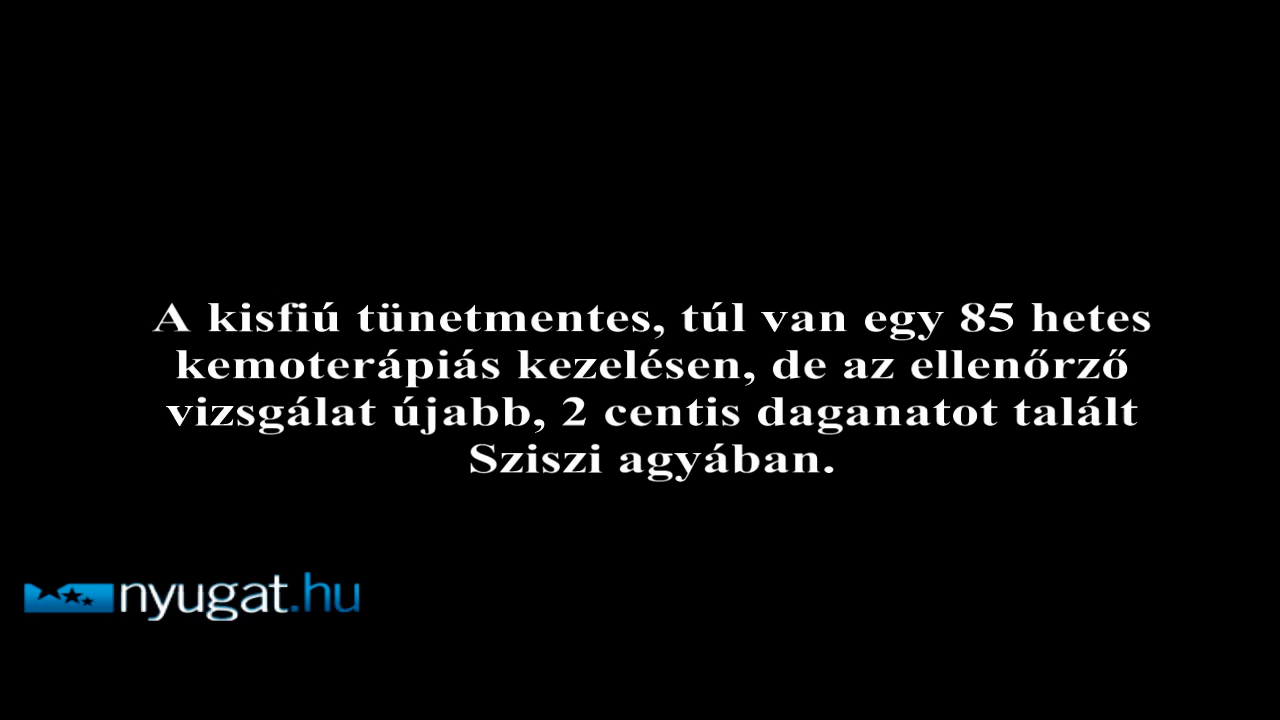 A kisfiú tünetmentes, túl van egy 85 hetes
kemoterápiás kezelésen, de az ellenőrző
vizsgálat újabb, 2 centis daganatot talált
Sziszi agyában.
nyugat.hu